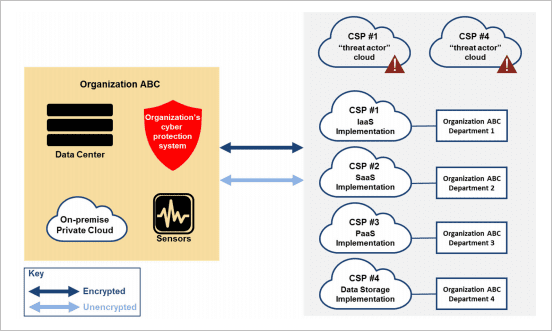 CSP #1
“threat actor”
cloud
CSP #4
“threat actor”
cloud
Organization ABC
Data Center
Organization's
cyber
protection
system
On-premise
Private Cloud
Sensors
CSP #1
IaaS
Implementation
Organization ABC
Department 1
CSP #2
SaaS
Implementation
Organization ABC
Department 2
CSP #3
PaaS
Implementation
Organization ABC
Department 3
CSP #4
Data Storage
Implementation
Organization ABC
Department 4
Key
Encrypted
Unencrypted